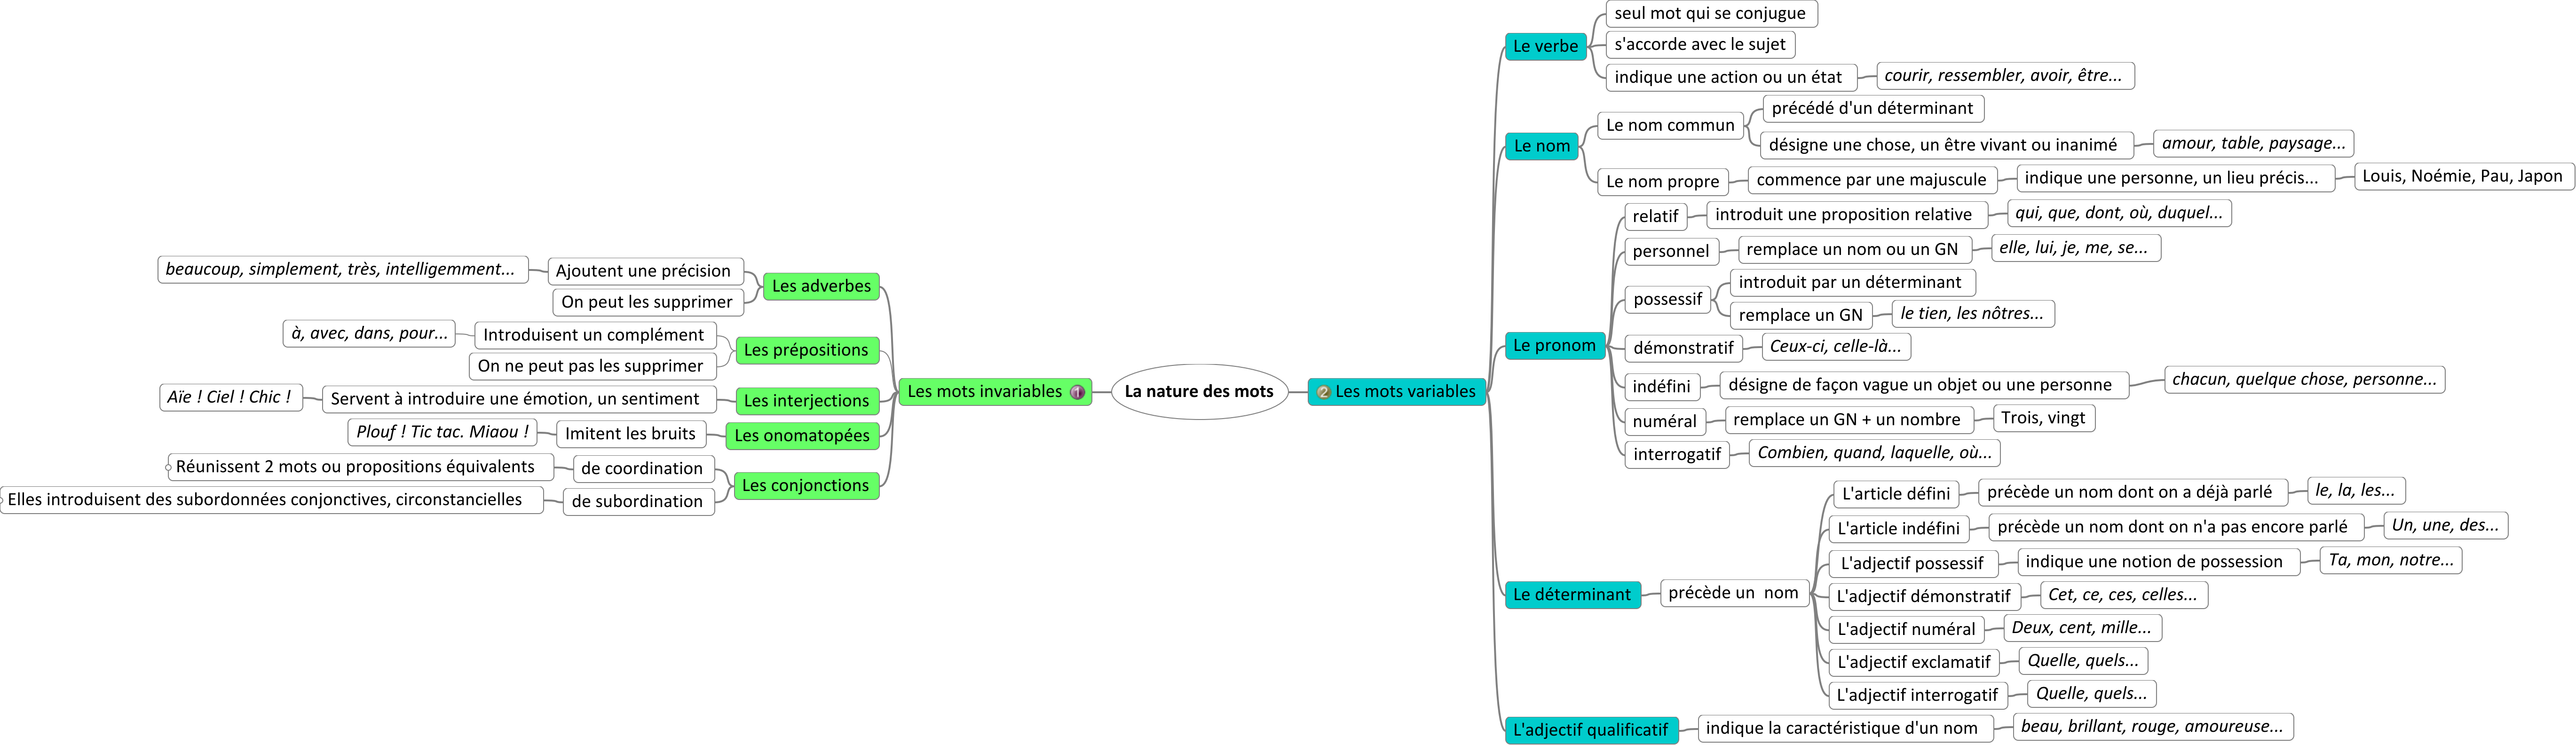 La nature des mots
Les mots invariables 1
Les adverbes
Ajoutent une précision
beaucoup, simplement, très, intelligemment...
On peut les supprimer
Les prépositions
Introduisent un complément
à, avec, dans, pour...
On ne peut pas les supprimer
Les interjections
Servent à introduire une émotion, un sentiment
Aïe ! Ciel ! Chic !
Les onomatopées
Imitent les bruits
Plouf ! Tic tac. Miaou !
Les conjonctions
de coordination
Réunissent 2 mots ou propositions équivalents
de subordination
Elles introduisent des subordonnées conjonctives, circonstancielles
2 Les mots variables
Le verbe
seul mot qui se conjugue
s'accorde avec le sujet
indique une action ou un état
courir, ressembler, avoir, être...
Le nom
Le nom commun
précédé d'un déterminant
désigne une chose, un être vivant ou inanimé
amour, table, paysage...
Le nom propre
commence par une majuscule
indique une personne, un lieu précis...
Louis, Noémie, Pau, Japon
Le pronom
relatif
introduit une proposition relative
qui, que, dont, où, duquel...
personnel
remplace un nom ou un GN
elle, lui, je, me, se...
possessif
introduit par un déterminant
remplace un GN
le tien, les nôtres...
démonstratif
Ceux-ci, celle-là...
indéfini
désigne de façon vague un objet ou une personne
chacun, quelque chose, personne...
numéral
remplace un GN + un nombre
Trois, vingt
interrogatif
Combien, quand, laquelle, où...
Le déterminant
précède un  nom
L'article défini
précède un nom dont on a déjà parlé
le, la, les...
L'article indéfini
précède un nom dont on n'a pas encore parlé
Un, une, des...
L'adjectif possessif
indique une notion de possession
Ta, mon, notre...
L'adjectif démonstratif
Cet, ce, ces, celles...
L'adjectif numéral
Deux, cent, mille...
L'adjectif exclamatif
Quelle, quels...
L'adjectif interrogatif
Quelle, quels...
L'adjectif qualificatif
indique la caractéristique d'un nom
beau, brillant, rouge, amoureuse...